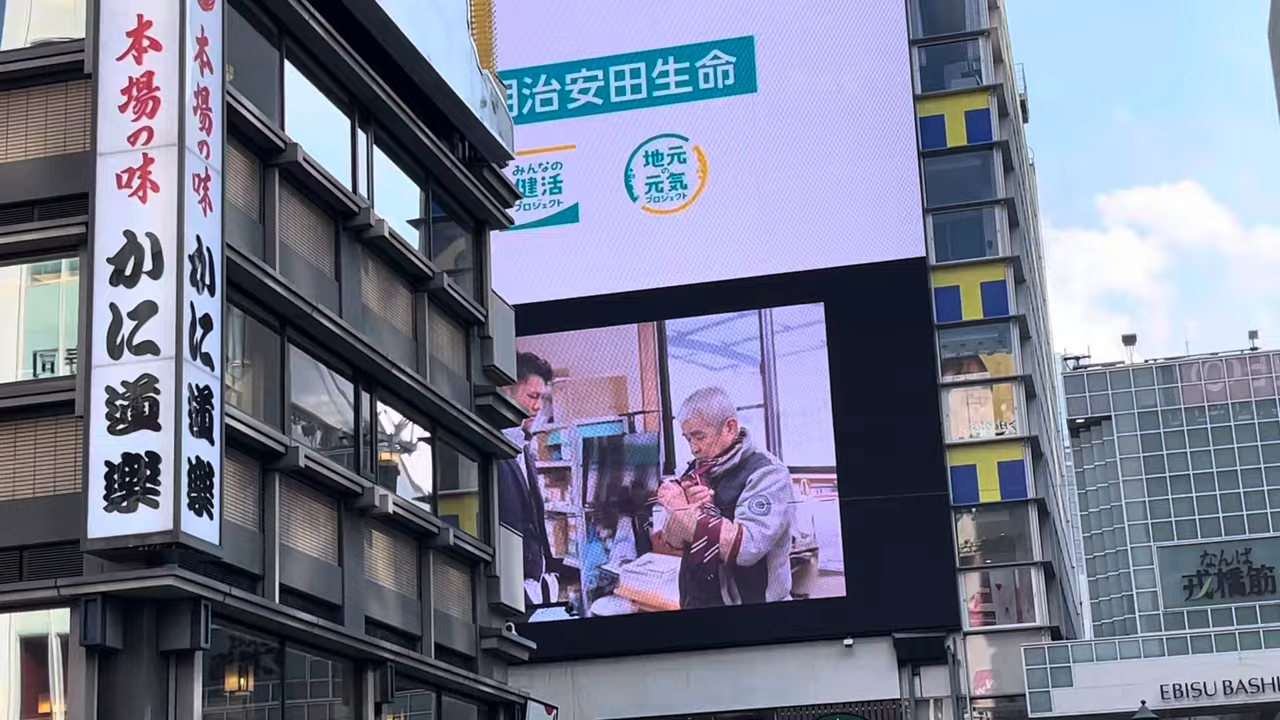 本場の味
かに道楽
本場の味
かに道楽
明治安田生命
みんなの
健活
プロジェクト
地元
の
元気
プロジェクト
なんば
戎橋筋
EBISU BASHI